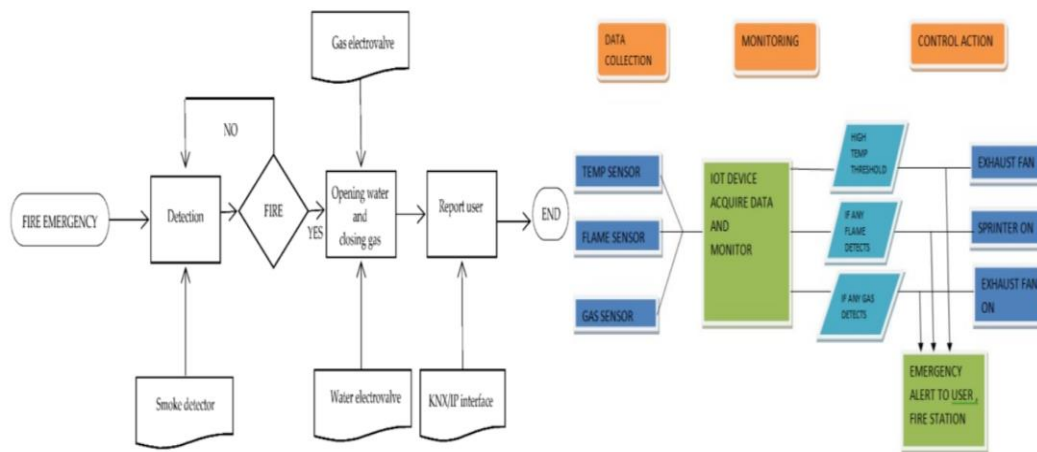 Gas electrovalve
NO
FIRE EMERGENCY
Detection
FIRE
YES
Opening water
and
closing gas
Report user
END
Smoke detector
Water electrovalve
KNX/IP interface
DATA
COLLECTION
MONITORING
CONTROL ACTION
TEMP SENSOR
FLAME SENSOR
GAS SENSOR
IOT DEVICE
ACQUIRE DATA
AND
MONITOR
HIGH
TEMP
THRESHOLD
IF ANY
FLAME
DETECTS
IF ANY GAS
DETECTS
EXHAUST FAN
SPRINTER ON
EXHAUST FAN
ON
EMERGENCY
ALERT TO USER ,
FIRE STATION